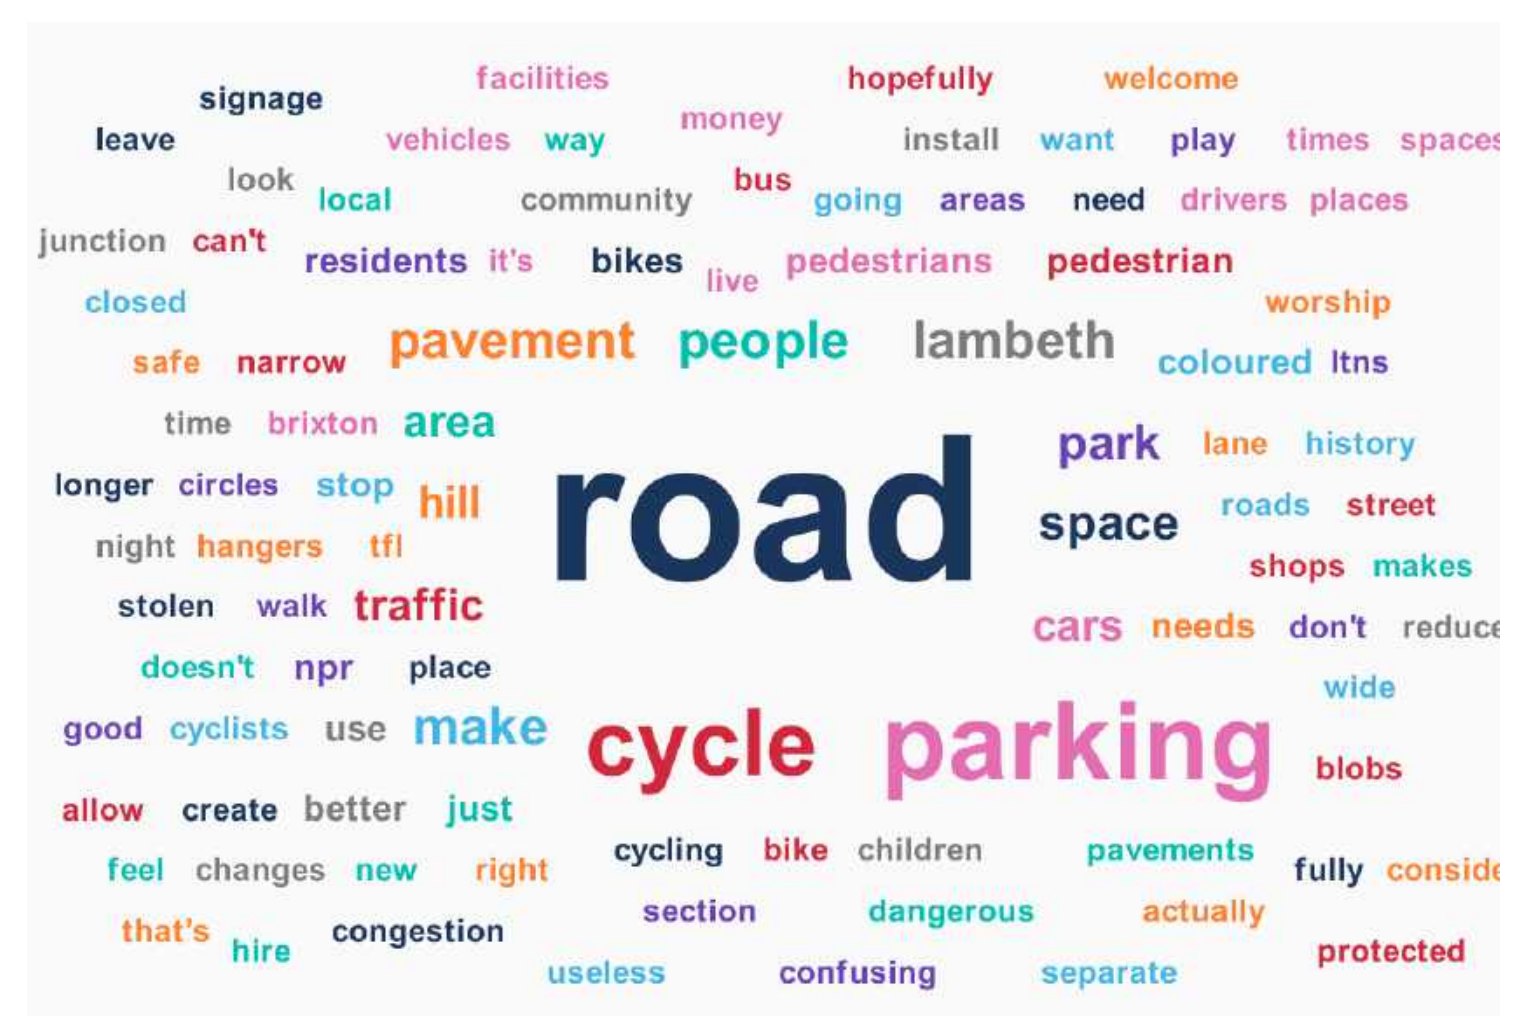 facilities hopefully welcome
signage
money
leave vehicles way install want play times spaces
look bus
local community going areas need drivers places
junction can't
residents it's bikes pedestrians pedestrian
live
closed worship
pavement people lambeth
safe narrow coloured ltns
time brixton area
park lane history
longer circles stop
hill road space roads street
night hangers tfl
shops makes
stolen walk traffic
cars needs don't reduce
doesn't npr place
wide
good cyclists use make
cycle parking
blobs
allow create better just
cycling bike children pavements
feel changes new right fully conside
section dangerous actually
that's congestion
hire protected
useless confusing separate